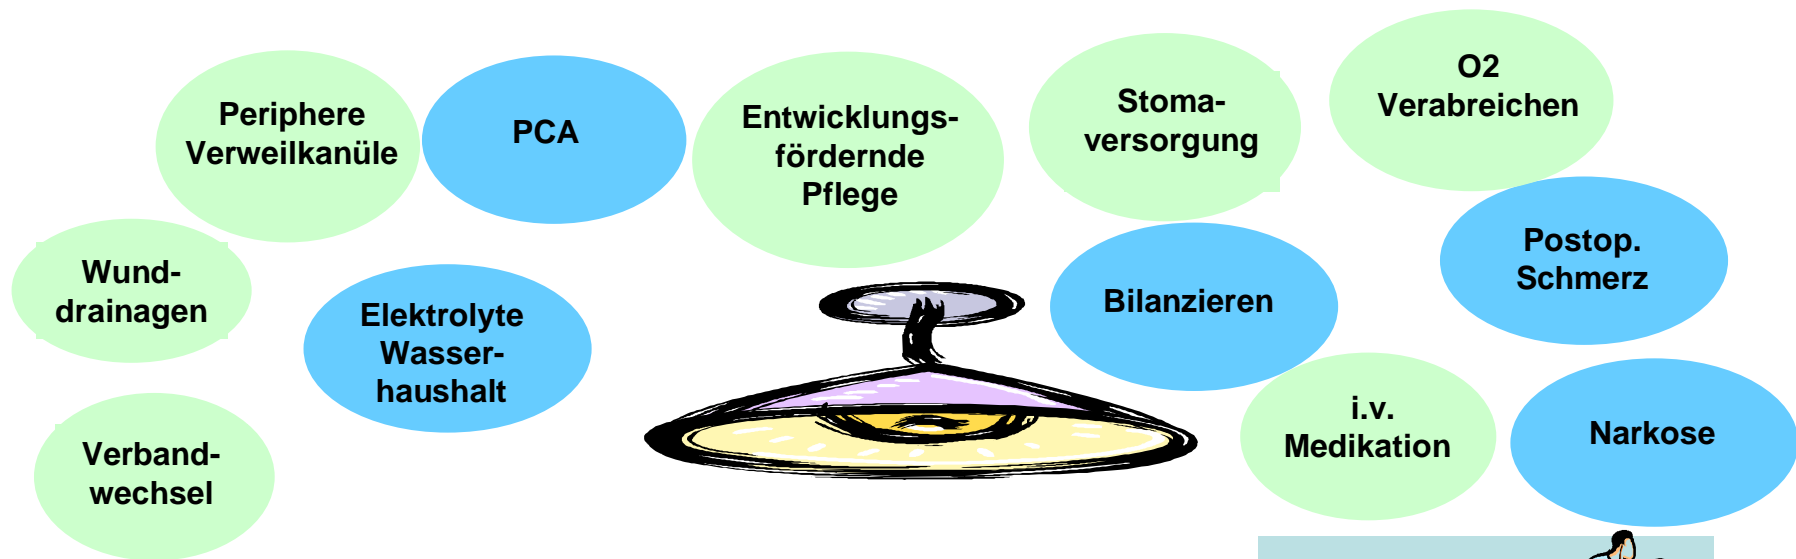 Periphere
Verweilkanüle
PCA
Entwicklungs-
fördernde
Pflege
Stoma-
versorgung
O2
Verabreichen
Wund-
drainagen
Elektrolyte
Wasser-
haushalt
Bilanzieren
Postop.
Schmerz
Verband-
wechsel
i.v.
Medikation
Narkose